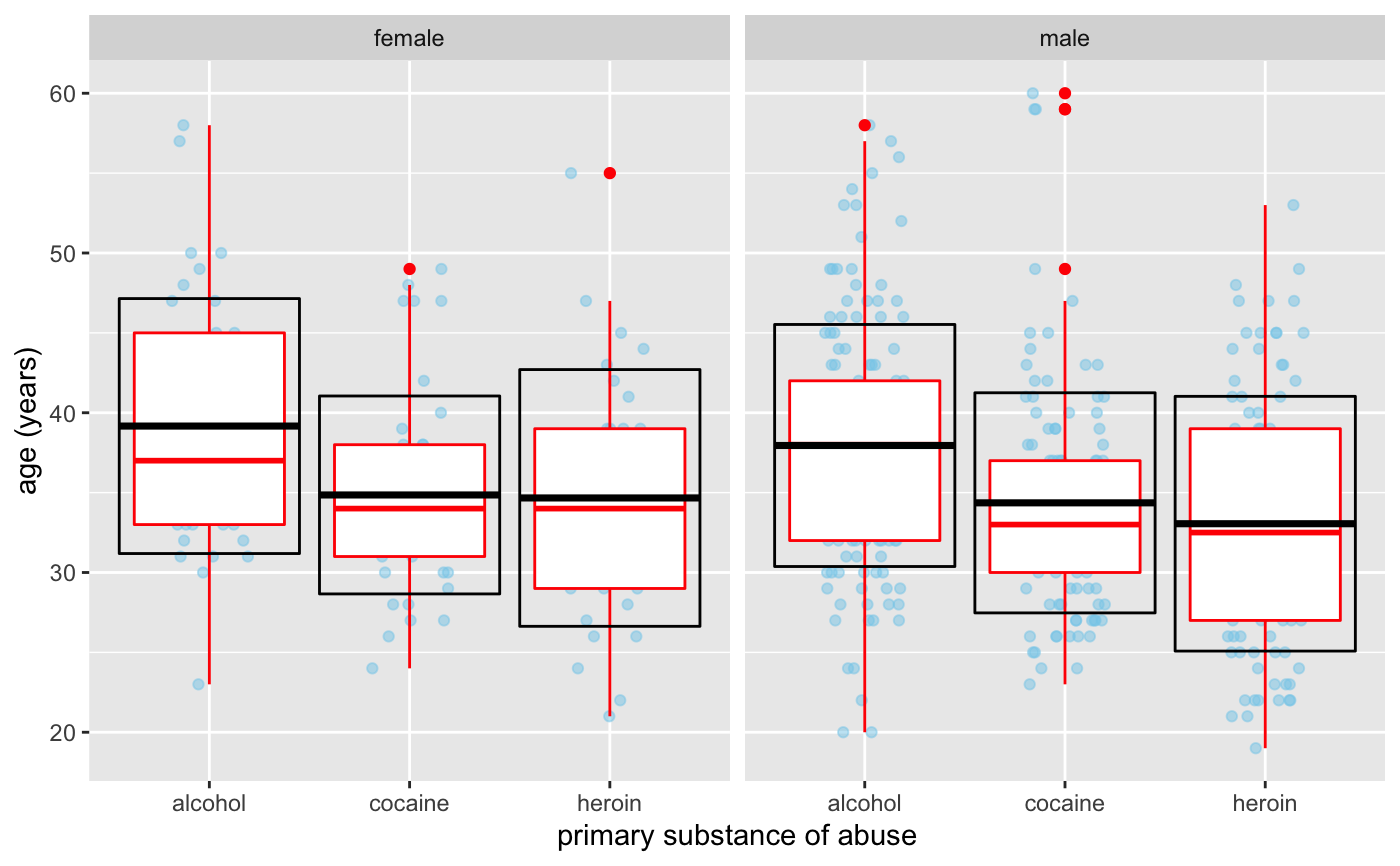 female
male
60
50
40
30
20
age (years)
alcohol
cocaine
heroin
alcohol
cocaine
heroin
primary substance of abuse